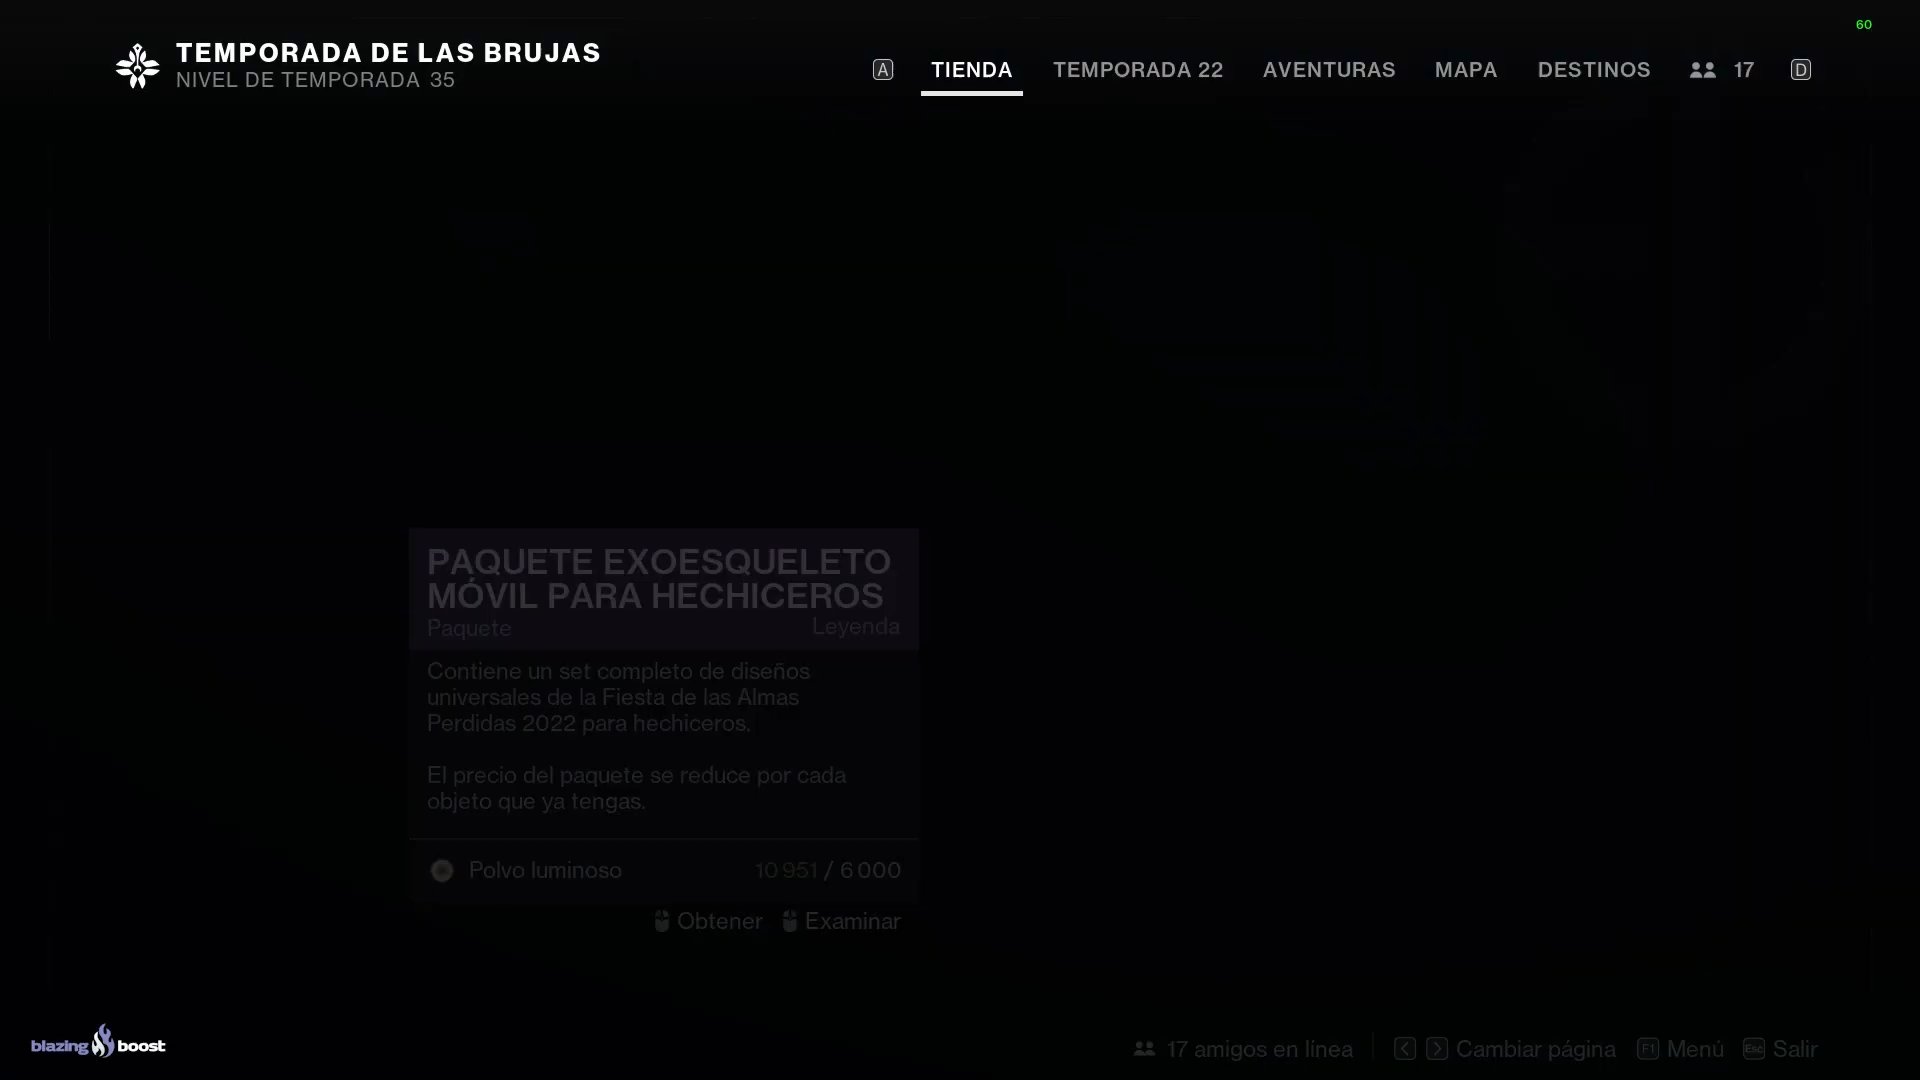 60
TEMPORADA DE LAS BRUJAS
NIVEL DE TEMPORADA 35
A TIENDA TEMPORADA 22 AVENTURAS MAPA DESTINOS 17 D
PAQUETE EXOESQUELETO
MÓVIL PARA HECHICEROS
Paquete Leyenda
Contiene un set completo de diseños
universales de la Fiesta de las Almas
Perdidas 2022 para hechiceros.
El precio del paquete se reduce por cada
objeto que ya tengas.
Polvo luminoso 10 951 / 6 000
Obtener Examinar
blazing boost
17 amigos en línea < > Cambiar página F1 Menú Esc Salir